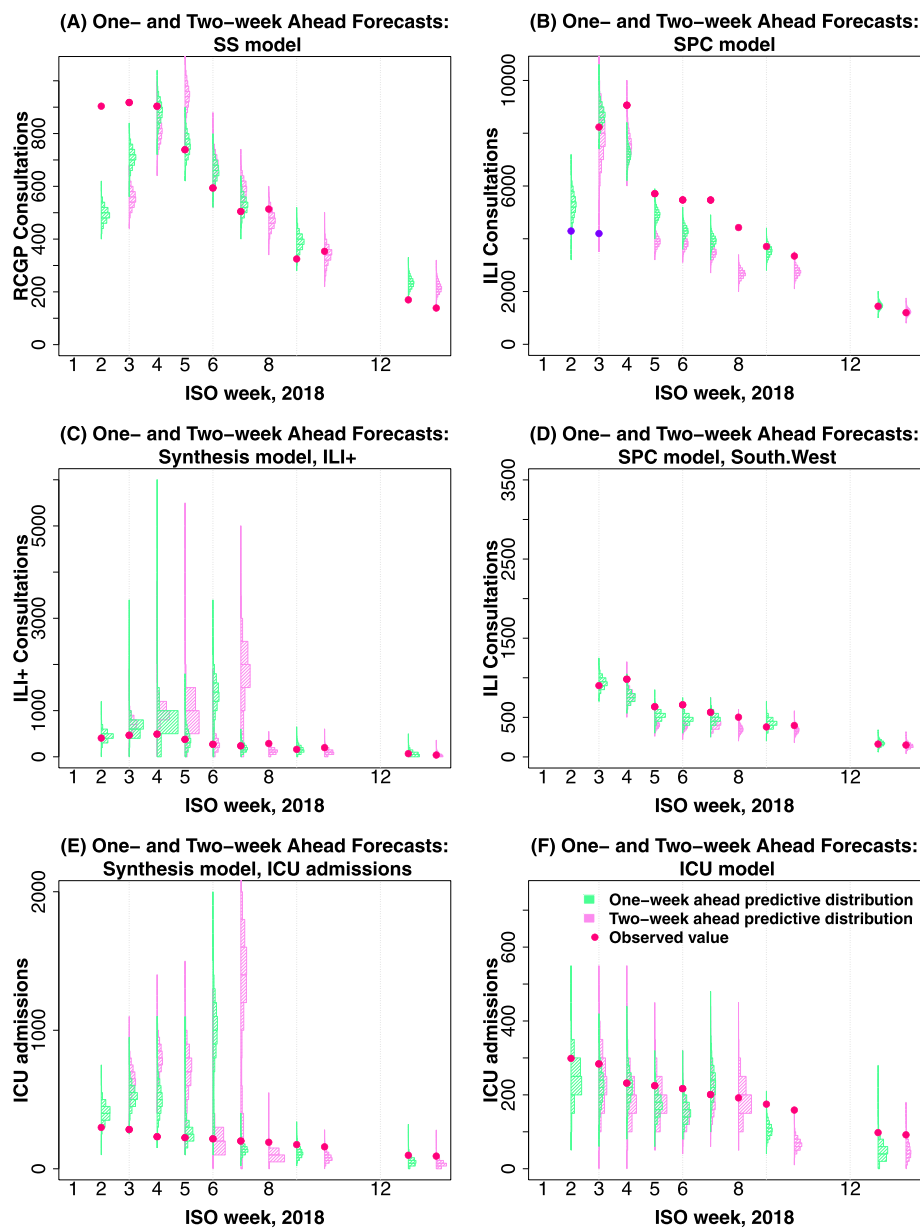 (A) One− and Two−week Ahead Forecasts:
SS model
RCGP Consultations
0 200 400 600 800
1 2 3 4 5 6 8 12
ISO week, 2018
(B) One− and Two−week Ahead Forecasts:
SPC model
ILI Consultations
0 2000 6000 10000
1 2 3 4 5 6 8 12
ISO week, 2018
(C) One− and Two−week Ahead Forecasts:
Synthesis model, ILI+
ILI+ Consultations
0 1000 3000 5000
1 2 3 4 5 6 8 12
ISO week, 2018
(D) One− and Two−week Ahead Forecasts:
SPC model, South.West
ILI Consultations
0 500 1500 2500 3500
1 2 3 4 5 6 8 12
ISO week, 2018
(E) One− and Two−week Ahead Forecasts:
Synthesis model, ICU admissions
ICU admissions
0 1000 2000
1 2 3 4 5 6 8 12
ISO week, 2018
(F) One− and Two−week Ahead Forecasts:
ICU model
One−week ahead predictive distribution
Two−week ahead predictive distribution
Observed value
ICU admissions
0 200 400 600
1 2 3 4 5 6 8 12
ISO week, 2018